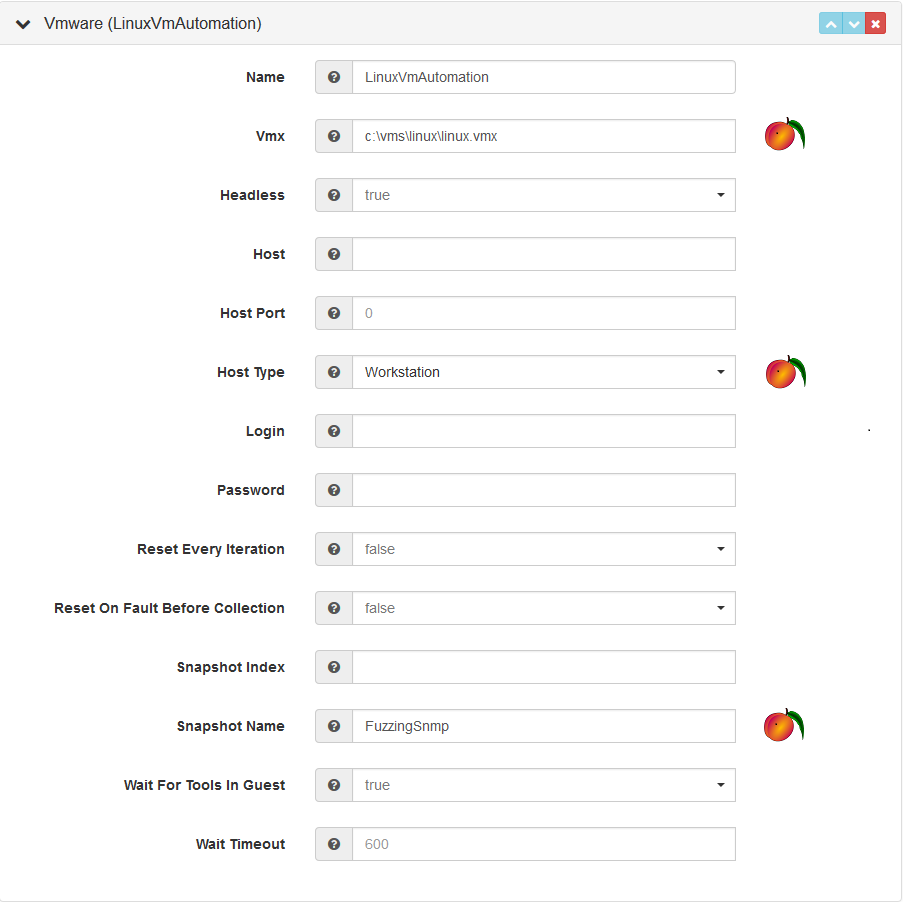 Vmware (LinuxVmAutomation)
Name LinuxVmAutomation
Vmx c:\vms\linux\linux.vmx
Headless true
Host
Host Port 0
Host Type Workstation
Login
Password
Reset Every Iteration false
Reset On Fault Before Collection false
Snapshot Index
Snapshot Name FuzzingSnmp
Wait For Tools In Guest true
Wait Timeout 600